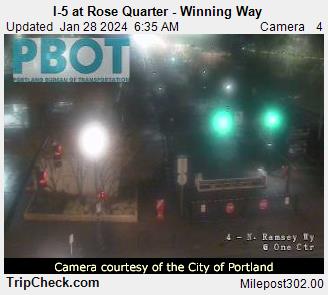 I-5 at Rose Quarter - Winning Way
Updated Jan 28 2024 6:35 AM Camera 4
PBOT
PORTLAND BUREAU OF TRANSPORTATION
4 - N. Ramsey Wy
@ One Ctr
Camera courtesy of the City of Portland
TripCheck.com Milepost302.00